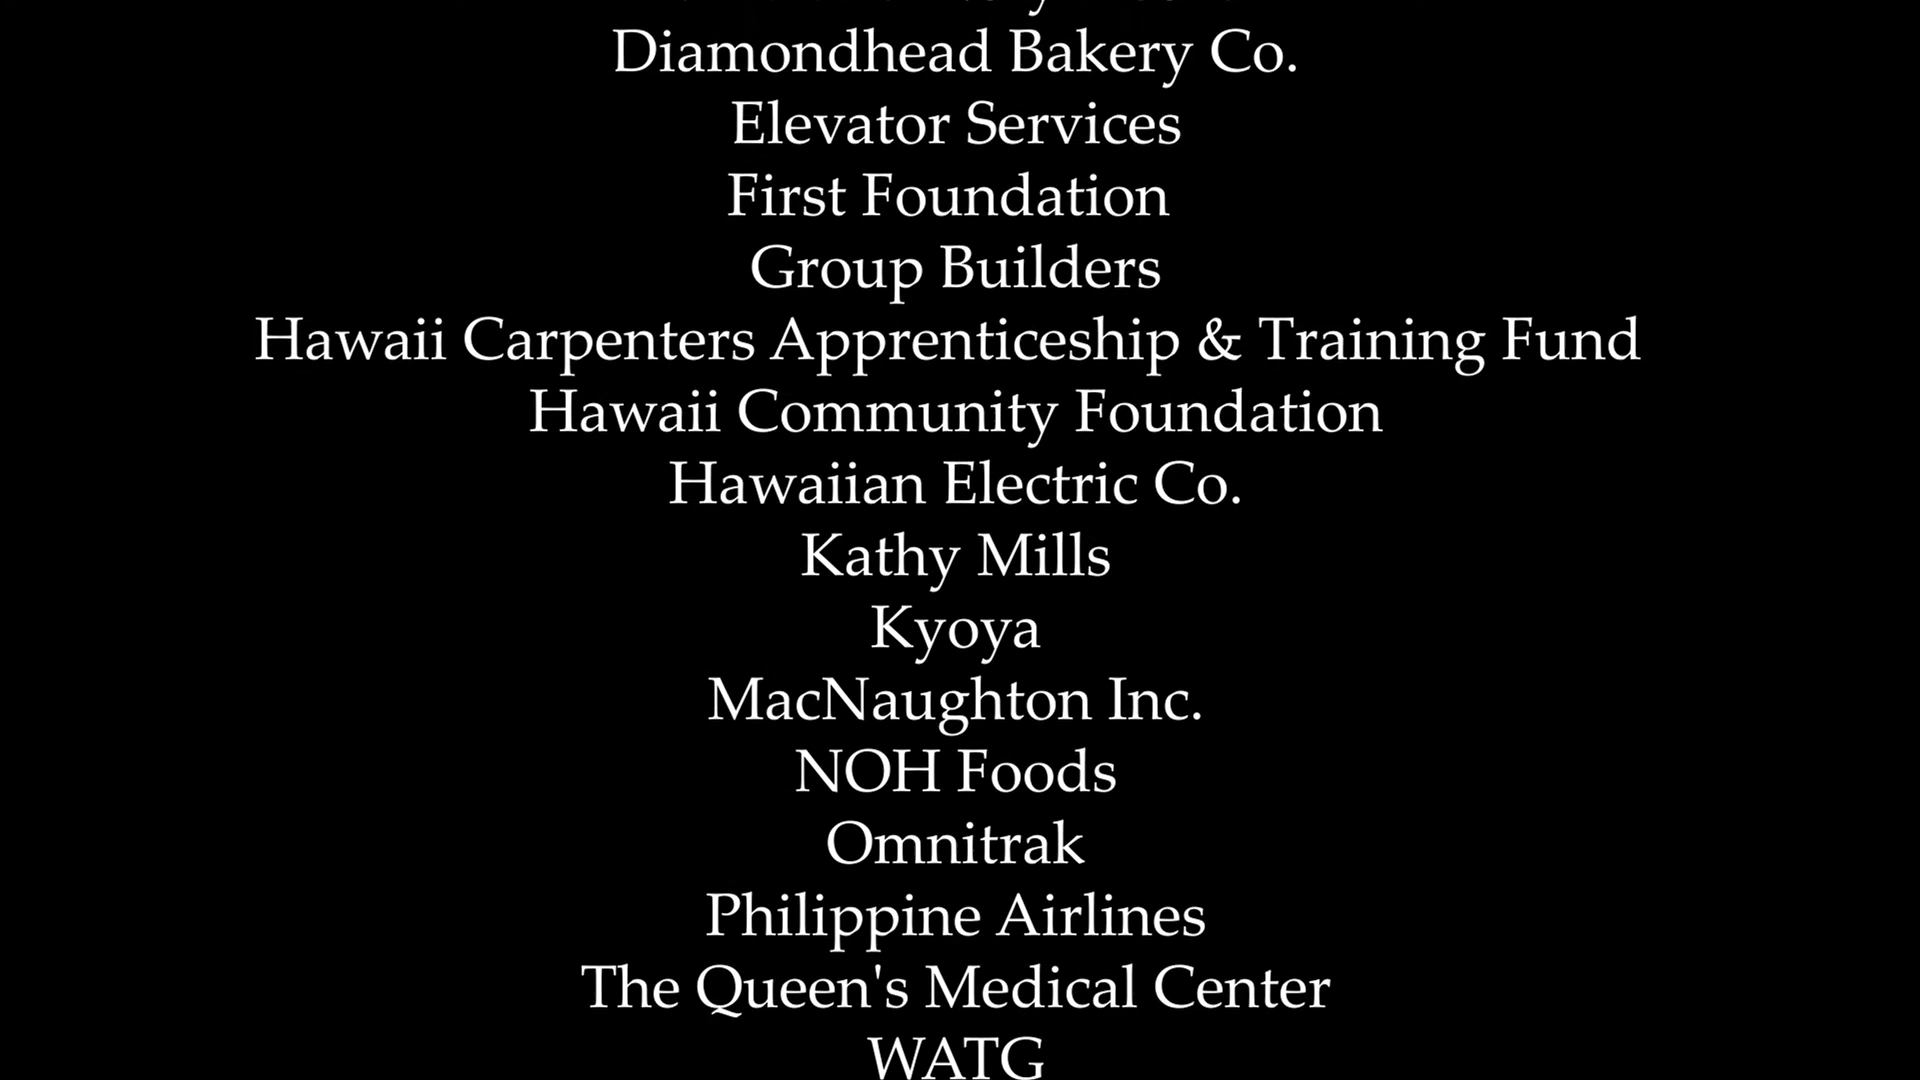 Diamondhead Bakery Co.
Elevator Services
First Foundation
Group Builders
Hawaii Carpenters Apprenticeship & Training Fund
Hawaii Community Foundation
Hawaiian Electric Co.
Kathy Mills
Kyoya
MacNaughton Inc.
NOH Foods
Omnitrak
Philippine Airlines
The Queen's Medical Center
WATG